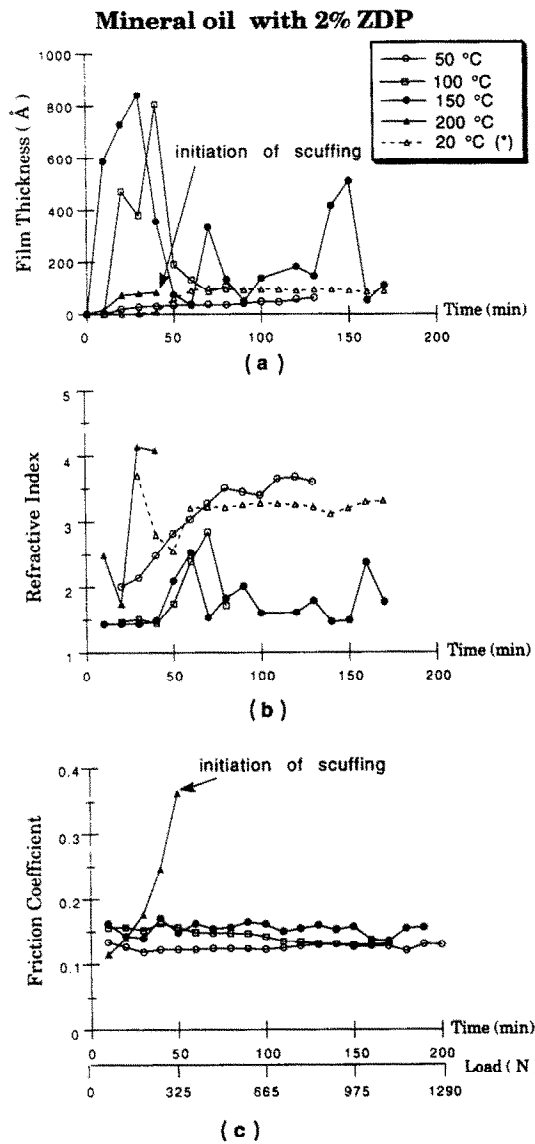 Mineral oil with 2% ZDP
50 °C
100 °C
150 °C
200 °C
20 °C (*)
Film Thickness ( Å )
1000
800
600
400
200
0
initiation of scuffing
0 50 100 150 200
Time (min)
( a )
Refractive Index
5
4
3
2
1
0 50 100 150 200
Time (min)
( b )
Friction Coefficient
0.4
0.3
0.2
0.1
0
initiation of scuffing
Time (min)
0 50 100 150 200
Load ( N
0 325 665 975 1290
( c )